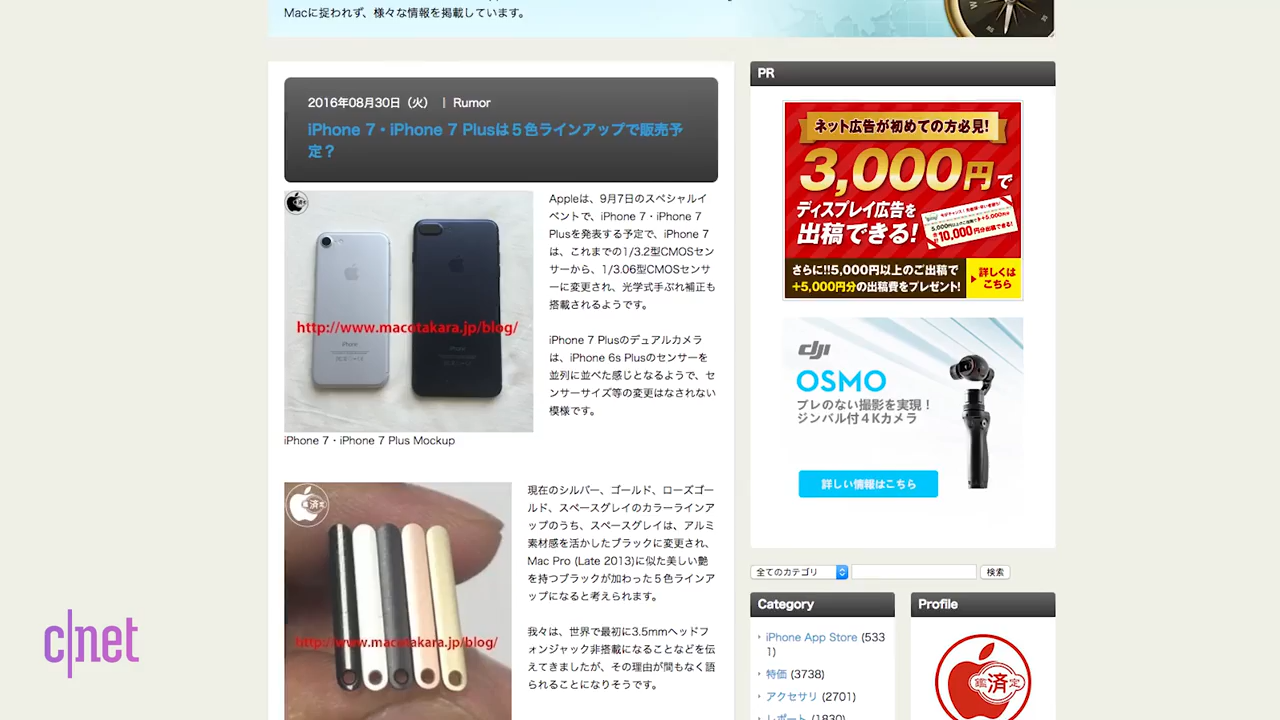 Macに捉われず、様々な情報を掲載しています。
2016年08月30日（火） | Rumor
iPhone 7・iPhone 7 Plusは５色ラインアップで販売予
定？
Appleは、9月7日のスペシャルイ
ベントで、iPhone 7・iPhone 7
Plusを発表する予定で、iPhone 7
は、これまでの1/3.2型CMOSセン
サーから、1/3.06型CMOSセンサ
ーに変更され、光学式手ぶれ補正も
搭載されるようです。
iPhone 7 Plusのデュアルカメラ
は、iPhone 6s Plusのセンサーを
並列に並べた感じとなるようで、セ
ンサーサイズ等の変更はなされない
模様です。
http://www.macotakara.jp/blog/
iPhone
iPhone 7・iPhone 7 Plus Mockup
済
http://www.macotakara.jp/blog/
現在のシルバー、ゴールド、ローズゴー
ルド、スペースグレイのカラーラインア
ップのうち、スペースグレイは、アルミ
素材感を活かしたブラックに変更され、
Mac Pro (Late 2013)に似た美しい艶
を持つブラックが加わった５色ラインア
ップになると考えられます。
我々は、世界で最初に3.5mmヘッドフ
ォンジャック非搭載になることなどを伝
えてきましたが、その理由が間もなく語
られることになりそうです。
PR
ネット広告が初めての方必見!
3,000円で
ディスプレイ広告を
出稿できる!
さらに!!5,000円以上のご出稿で
+5,000円分の出稿費をプレゼント!
詳しくは
こちら
dji
OSMO
ブレのない撮影を実現！
ジンバル付４Kカメラ
詳しい情報はこちら
全てのカテゴリ
検索
Category
iPhone App Store (533
1)
特価 (3738)
アクセサリ (2701)
レポート (1830)
Profile
鑑済定
c|net